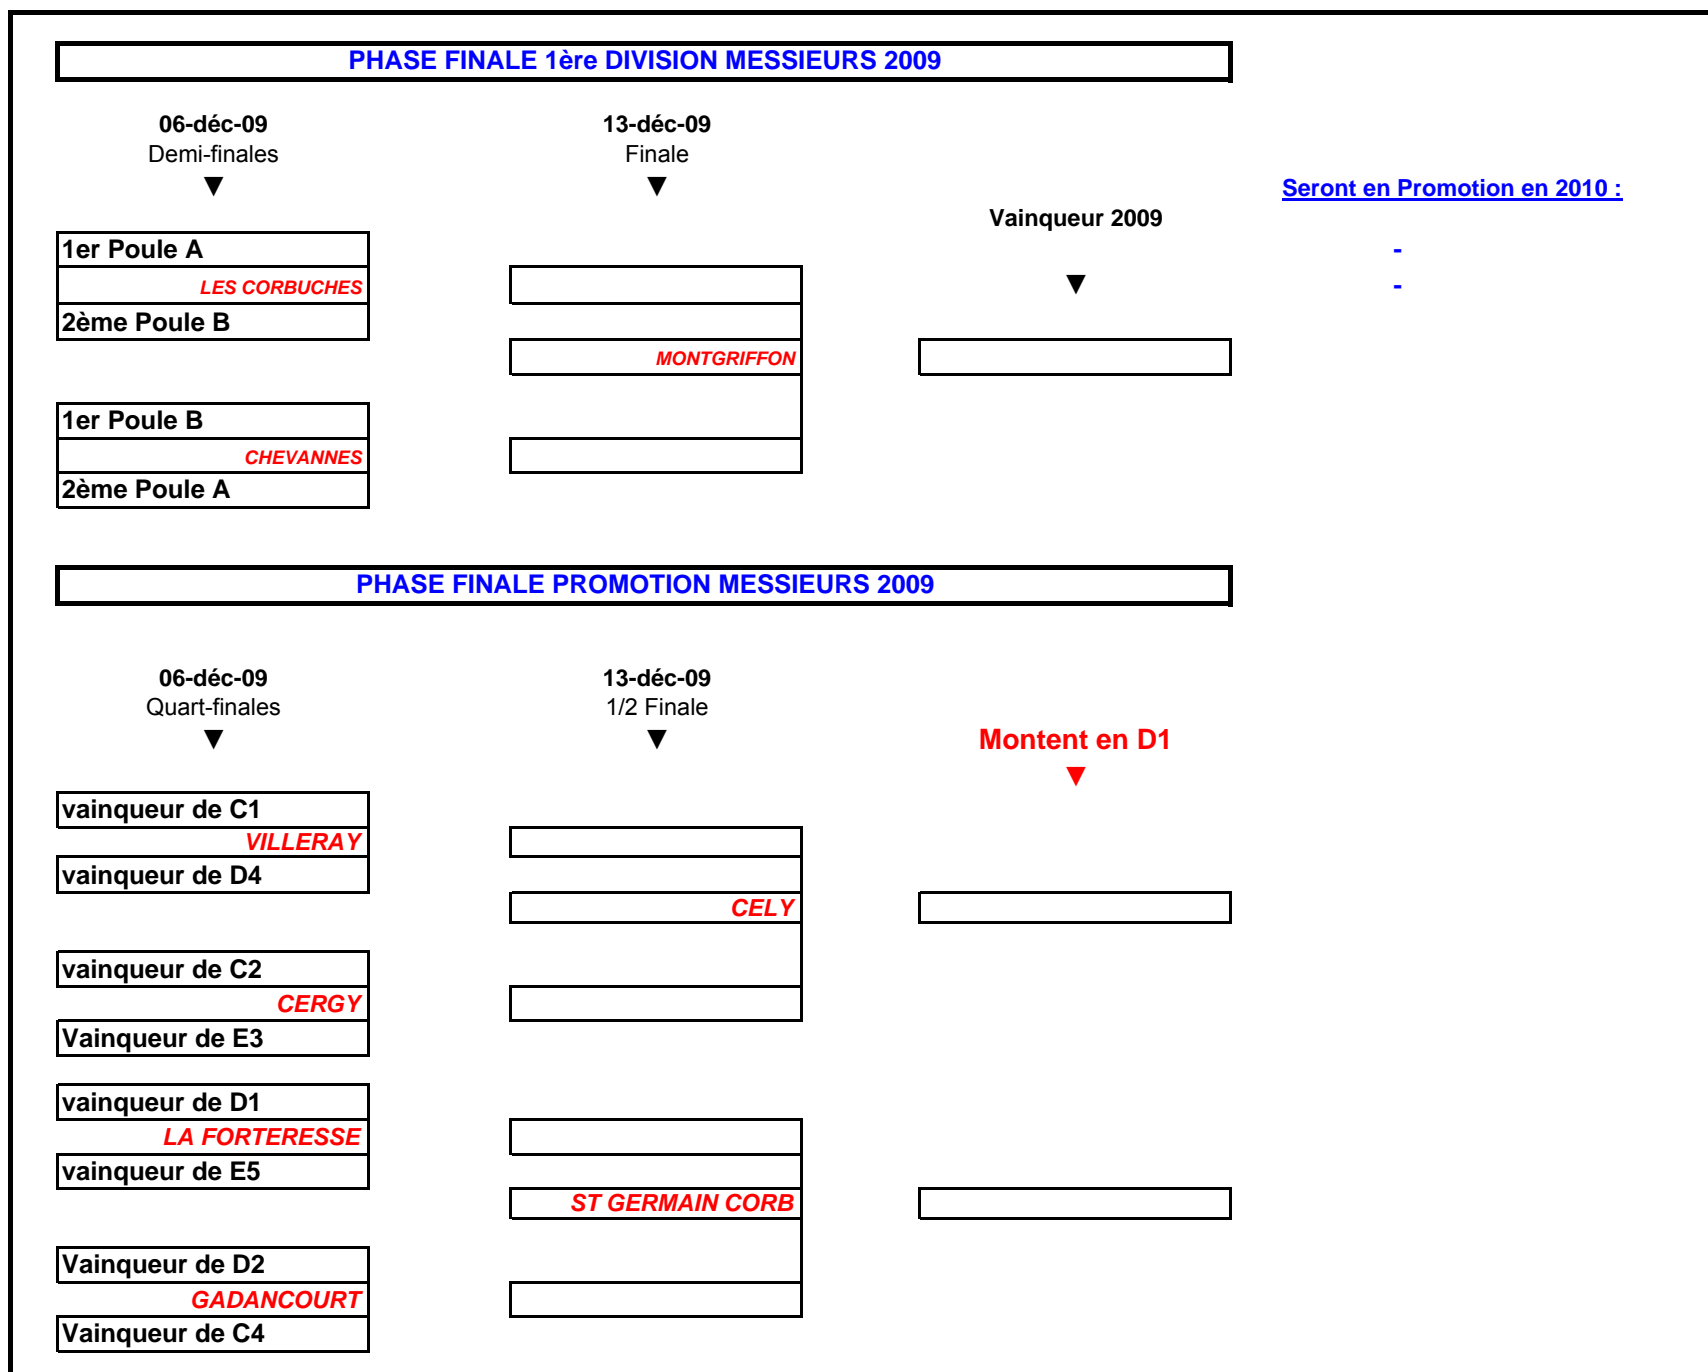 PHASE FINALE 1ère DIVISION MESSIEURS 2009
06-déc-09
13-déc-09
Demi-finales
Finale
▼
▼
Seront en Promotion en 2010 :
Vainqueur 2009
1er Poule A
-
LES CORBUCHES
▼
-
2ème Poule B
MONTGRIFFON
1er Poule B
CHEVANNES
2ème Poule A
PHASE FINALE PROMOTION MESSIEURS 2009
06-déc-09
13-déc-09
Quart-finales
1/2 Finale
▼
▼
Montent en D1
▼
vainqueur de C1
VILLERAY
vainqueur de D4
CELY
vainqueur de C2
CERGY
Vainqueur de E3
vainqueur de D1
LA FORTERESSE
vainqueur de E5
ST GERMAIN CORB
Vainqueur de D2
GADANCOURT
Vainqueur de C4